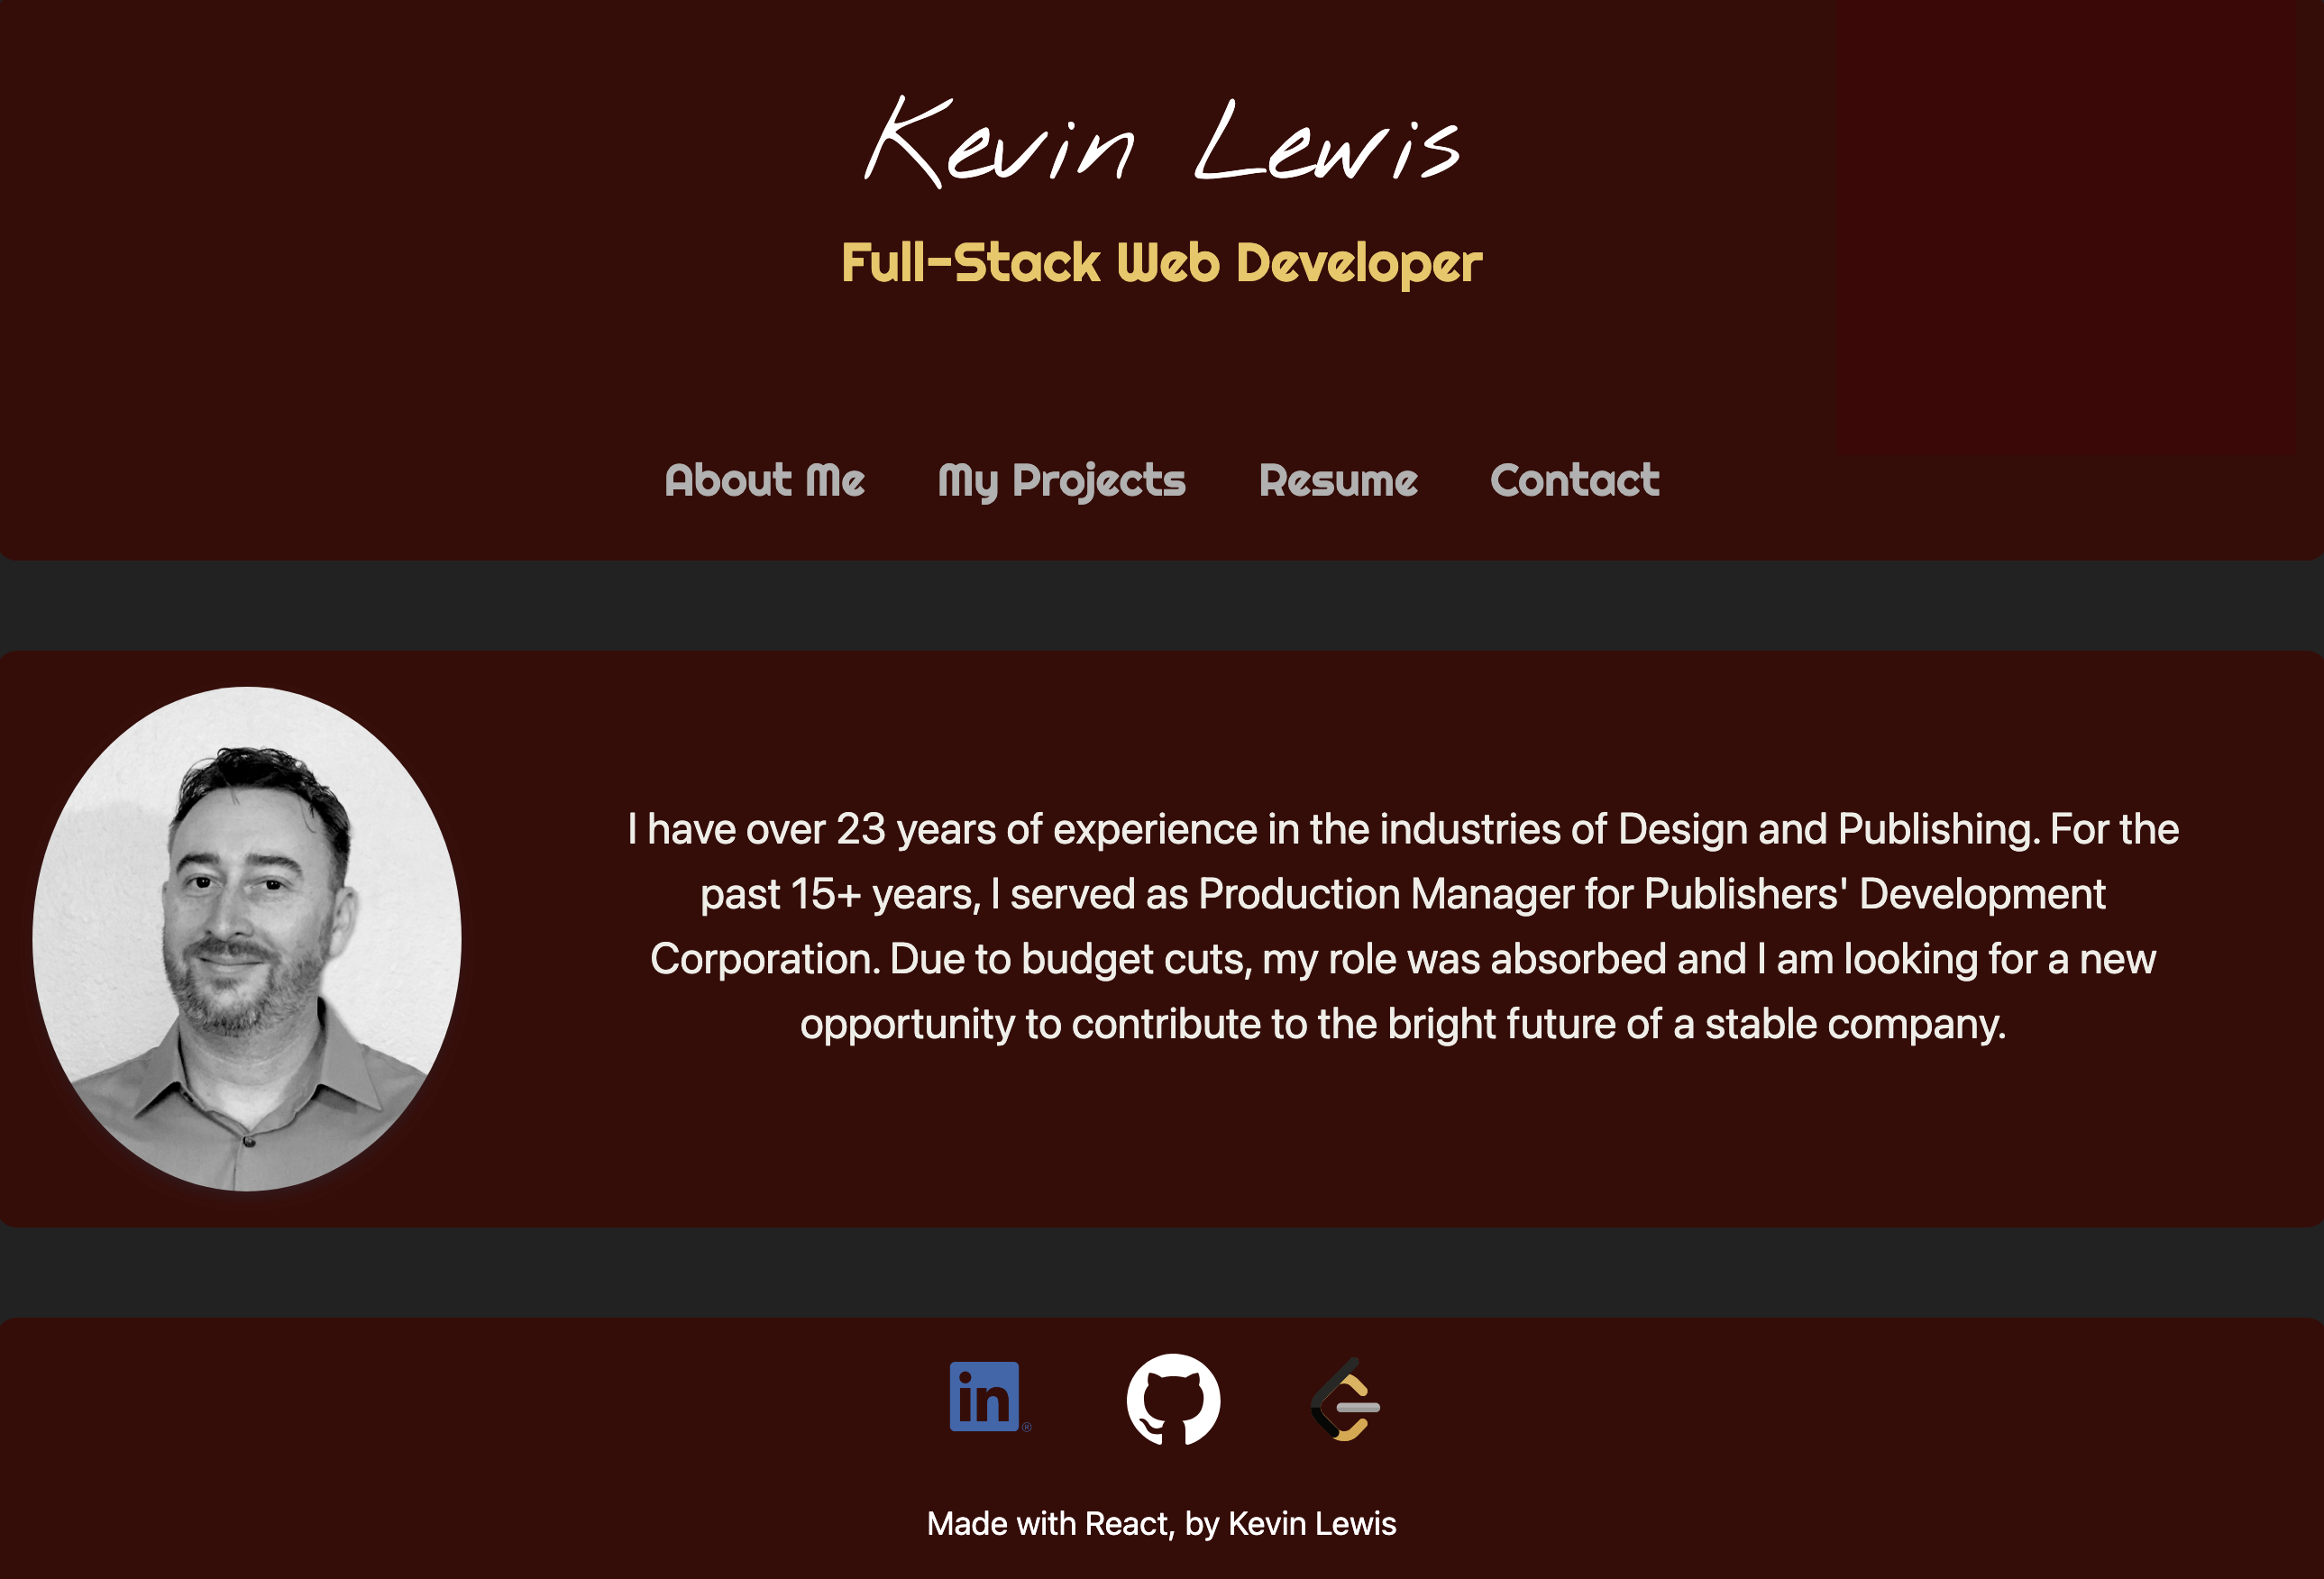 Kevin Lewis
Full-Stack Web Developer
About Me My Projects Resume Contact
I have over 23 years of experience in the industries of Design and Publishing. For the
past 15+ years, I served as Production Manager for Publishers' Development
Corporation. Due to budget cuts, my role was absorbed and I am looking for a new
opportunity to contribute to the bright future of a stable company.
in ®
Made with React, by Kevin Lewis